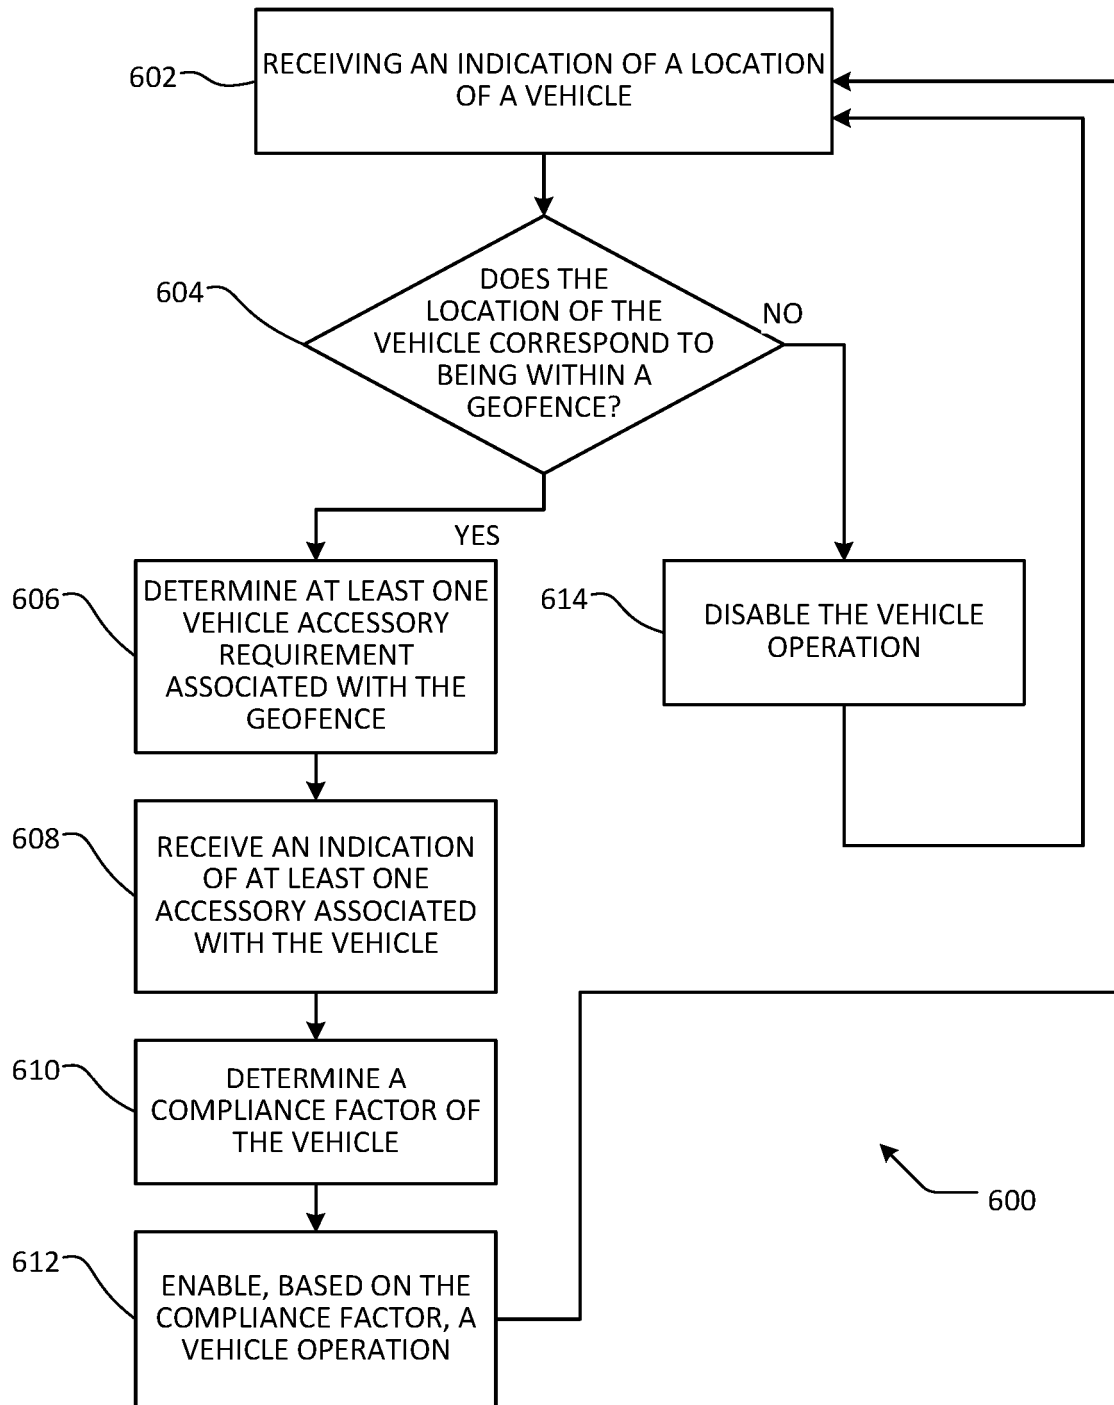 602
RECEIVING AN INDICATION OF A LOCATION
OF A VEHICLE
604
DOES THE
LOCATION OF THE
VEHICLE CORRESPOND TO
BEING WITHIN A
GEOFENCE?
NO
YES
606
DETERMINE AT LEAST ONE
VEHICLE ACCESSORY
REQUIREMENT
ASSOCIATED WITH THE
GEOFENCE
614
DISABLE THE VEHICLE
OPERATION
608
RECEIVE AN INDICATION
OF AT LEAST ONE
ACCESSORY ASSOCIATED
WITH THE VEHICLE
610
DETERMINE A
COMPLIANCE FACTOR OF
THE VEHICLE
600
612
ENABLE, BASED ON THE
COMPLIANCE FACTOR, A
VEHICLE OPERATION